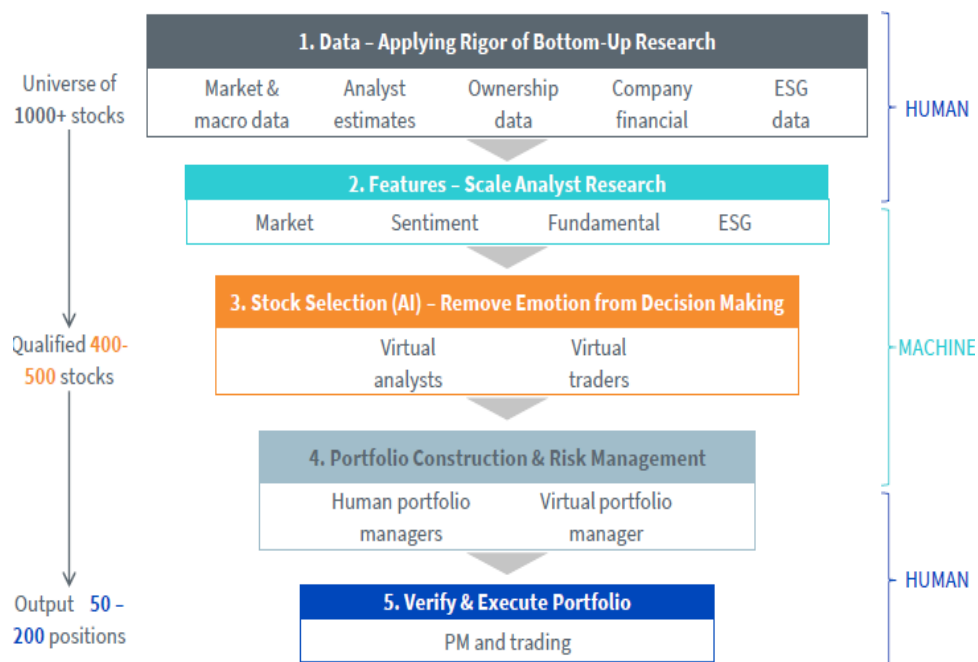 1. Data – Applying Rigor of Bottom-Up Research
Universe of
1000+ stocks
Market &
macro data
Analyst
estimates
Ownership
data
Company
financial
ESG
data
HUMAN
2. Features – Scale Analyst Research
Market
Sentiment
Fundamental
ESG
3. Stock Selection (AI) – Remove Emotion from Decision Making
Qualified 400-
500 stocks
Virtual
analysts
Virtual
traders
MACHINE
4. Portfolio Construction & Risk Management
Human portfolio
managers
Virtual portfolio
manager
HUMAN
5. Verify & Execute Portfolio
Output 50 –
200 positions
PM and trading